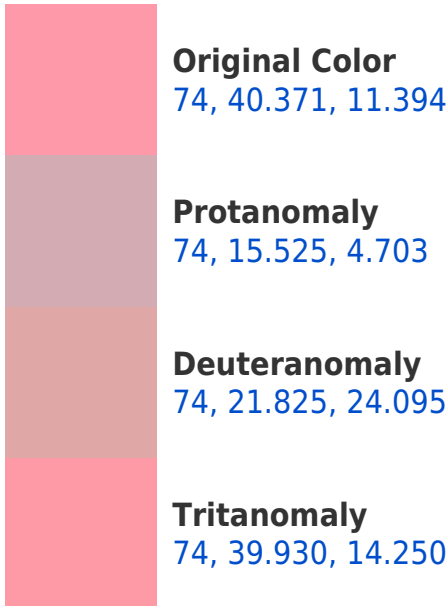 Original Color
74, 40.371, 11.394
Protanomaly
74, 15.525, 4.703
Deuteranomaly
74, 21.825, 24.095
Tritanomaly
74, 39.930, 14.250